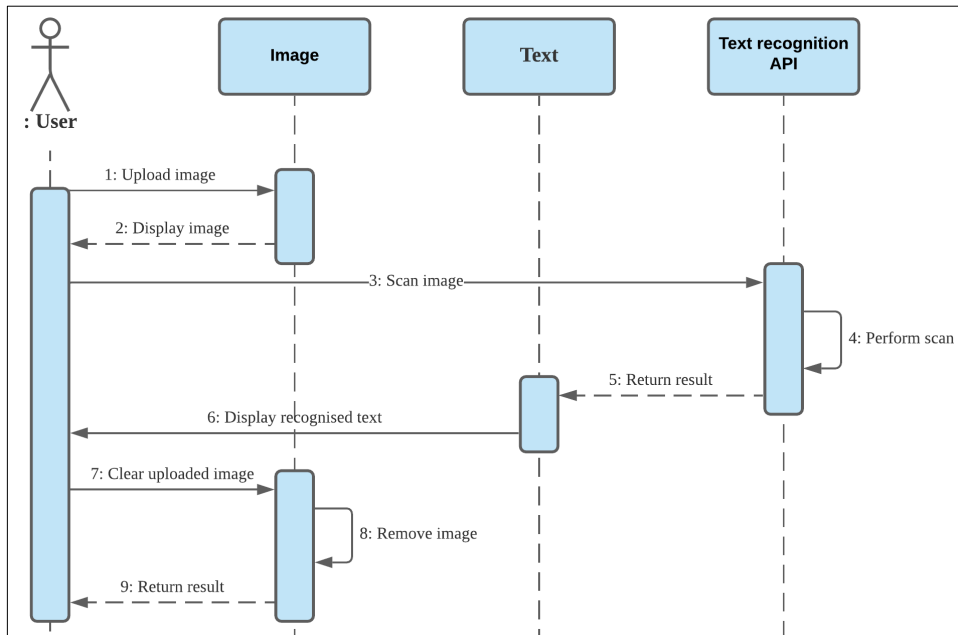 Image
Text
Text recognition
API
: User
1: Upload image
2: Display image
3: Scan image
4: Perform scan
5: Return result
6: Display recognised text
7: Clear uploaded image
8: Remove image
9: Return result